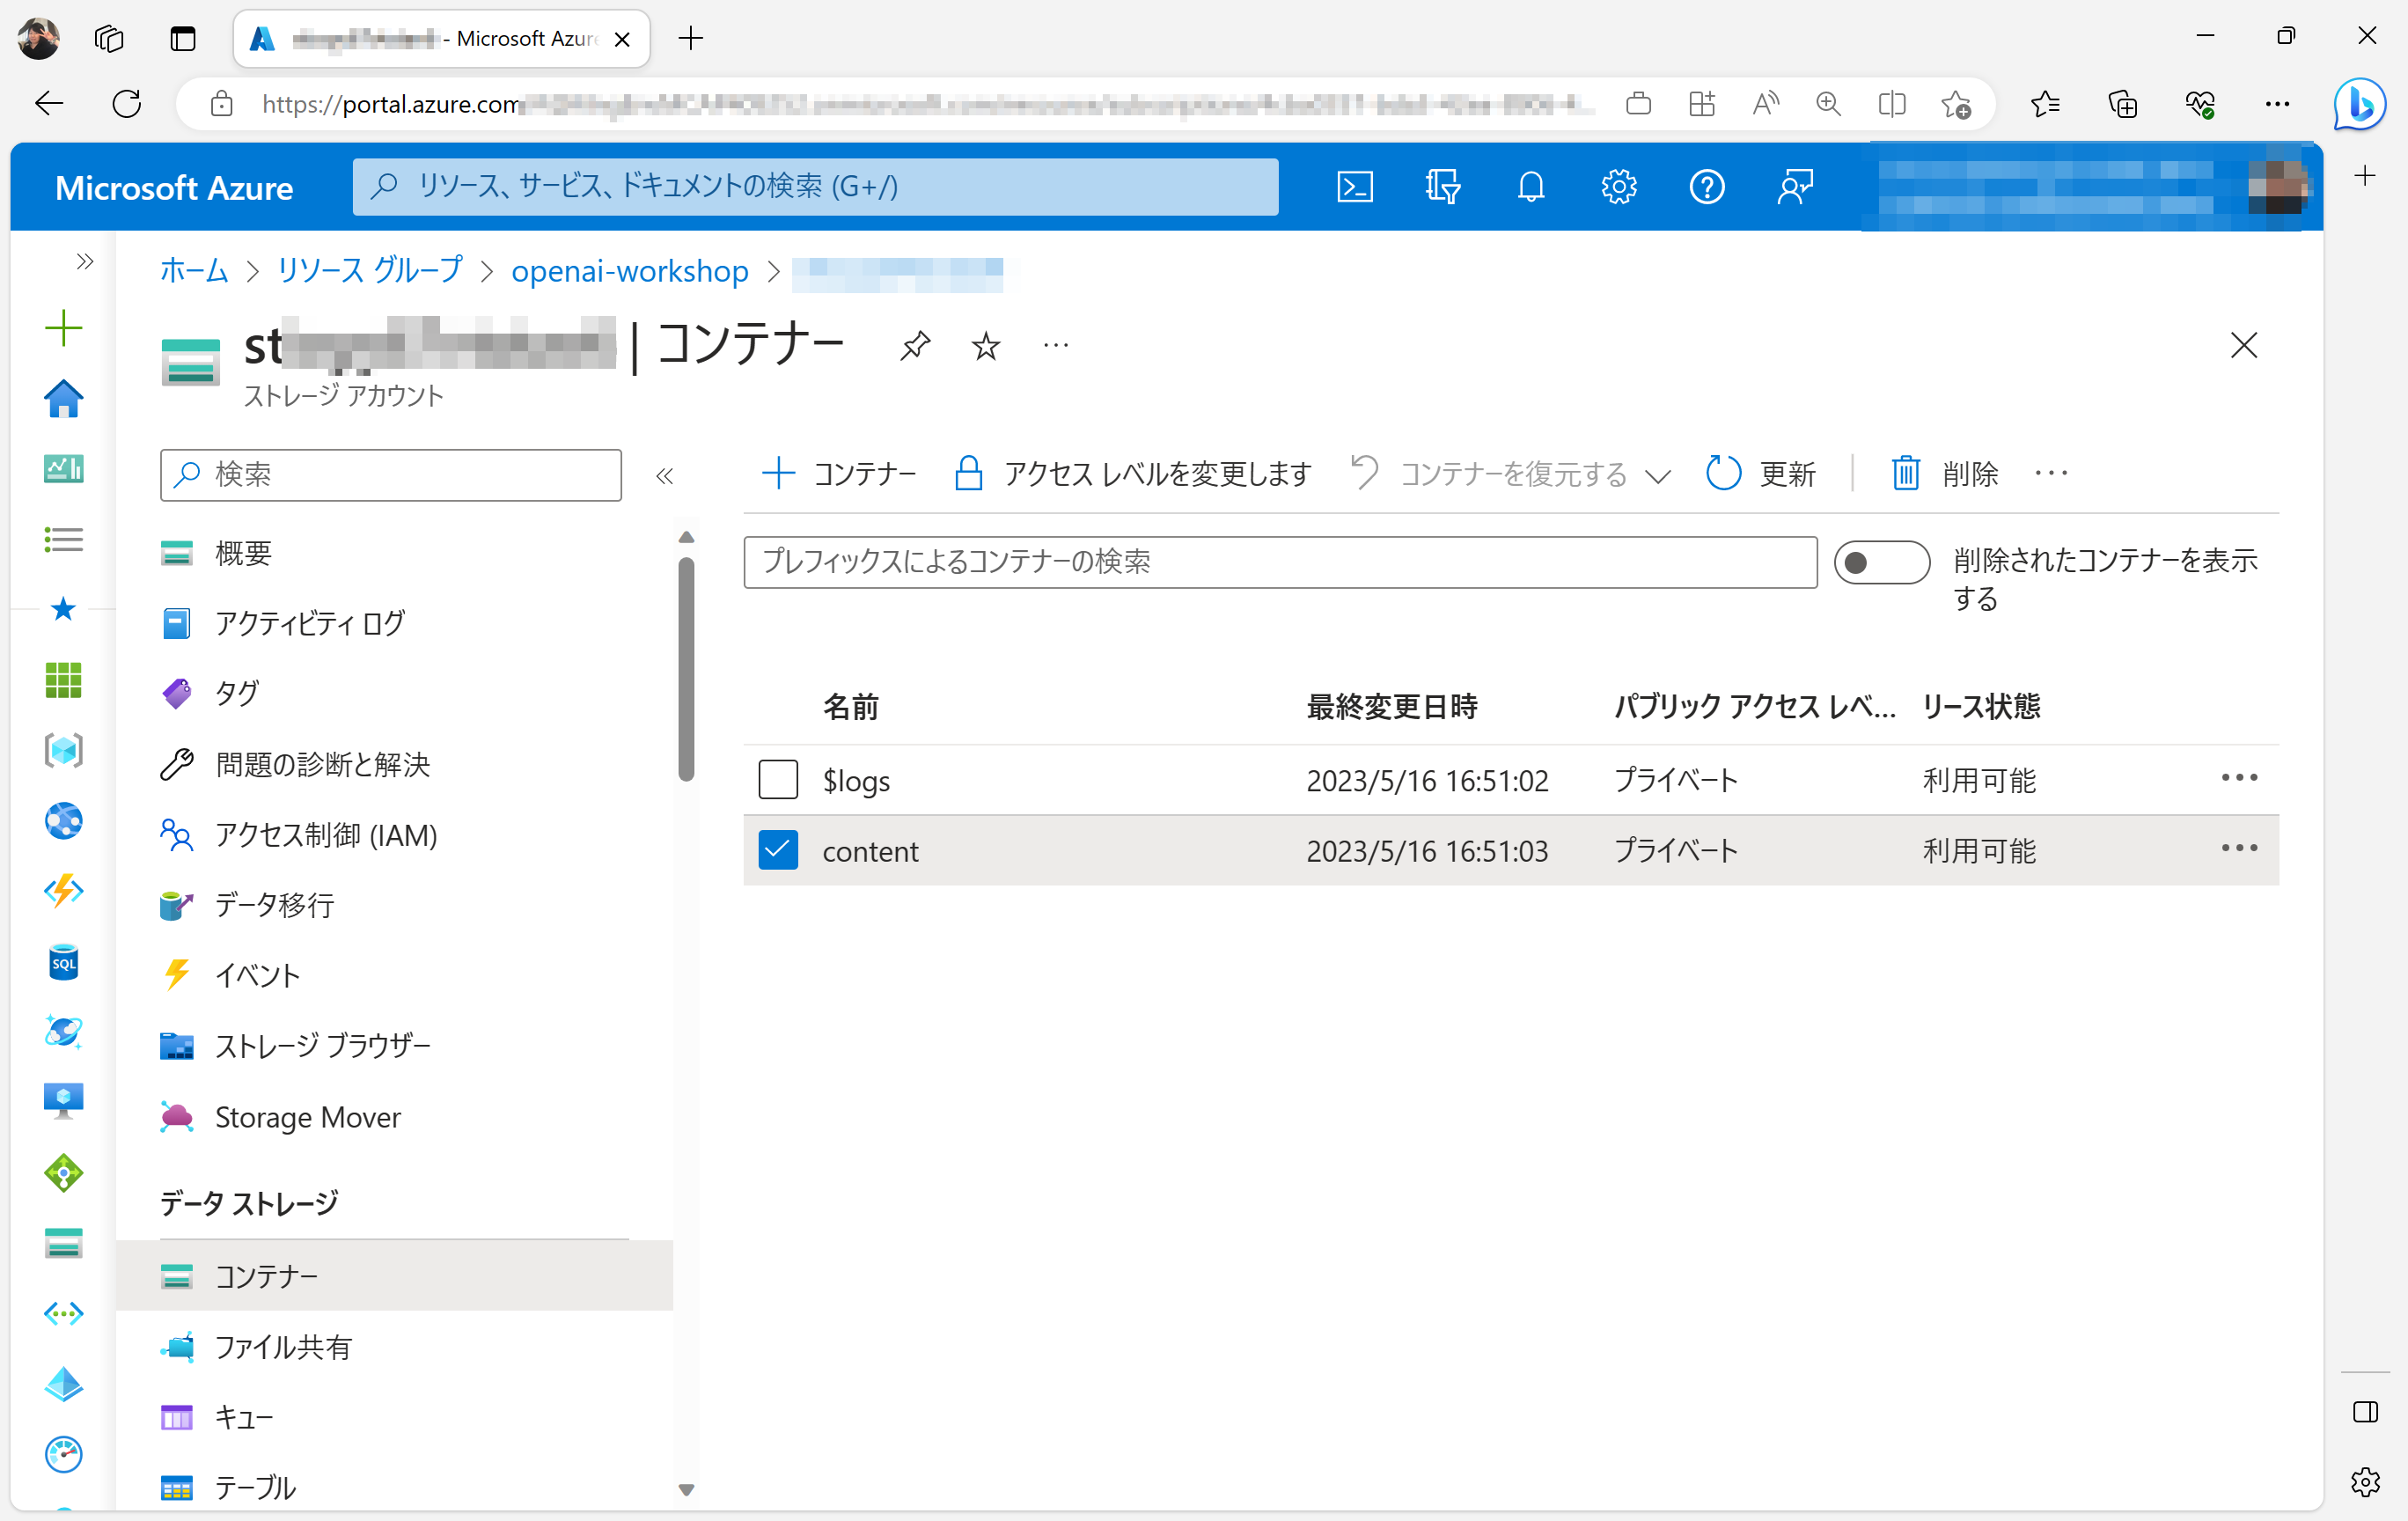 - Microsoft Azure
https://portal.azure.com
Microsoft Azure
リソース、サービス、ドキュメントの検索 (G+/)
ホーム > リソース グループ > openai-workshop >
st | コンテナー
ストレージ アカウント
検索
概要
アクティビティ ログ
タグ
問題の診断と解決
アクセス制御 (IAM)
データ移行
イベント
ストレージ ブラウザー
Storage Mover
データ ストレージ
コンテナー
ファイル共有
キュー
テーブル
コンテナー アクセス レベルを変更します コンテナーを復元する 更新 削除
プレフィックスによるコンテナーの検索
削除されたコンテナーを表示
する
名前 最終変更日時 パブリック アクセス レベ... リース状態
$logs 2023/5/16 16:51:02 プライベート 利用可能
content 2023/5/16 16:51:03 プライベート 利用可能
SQL